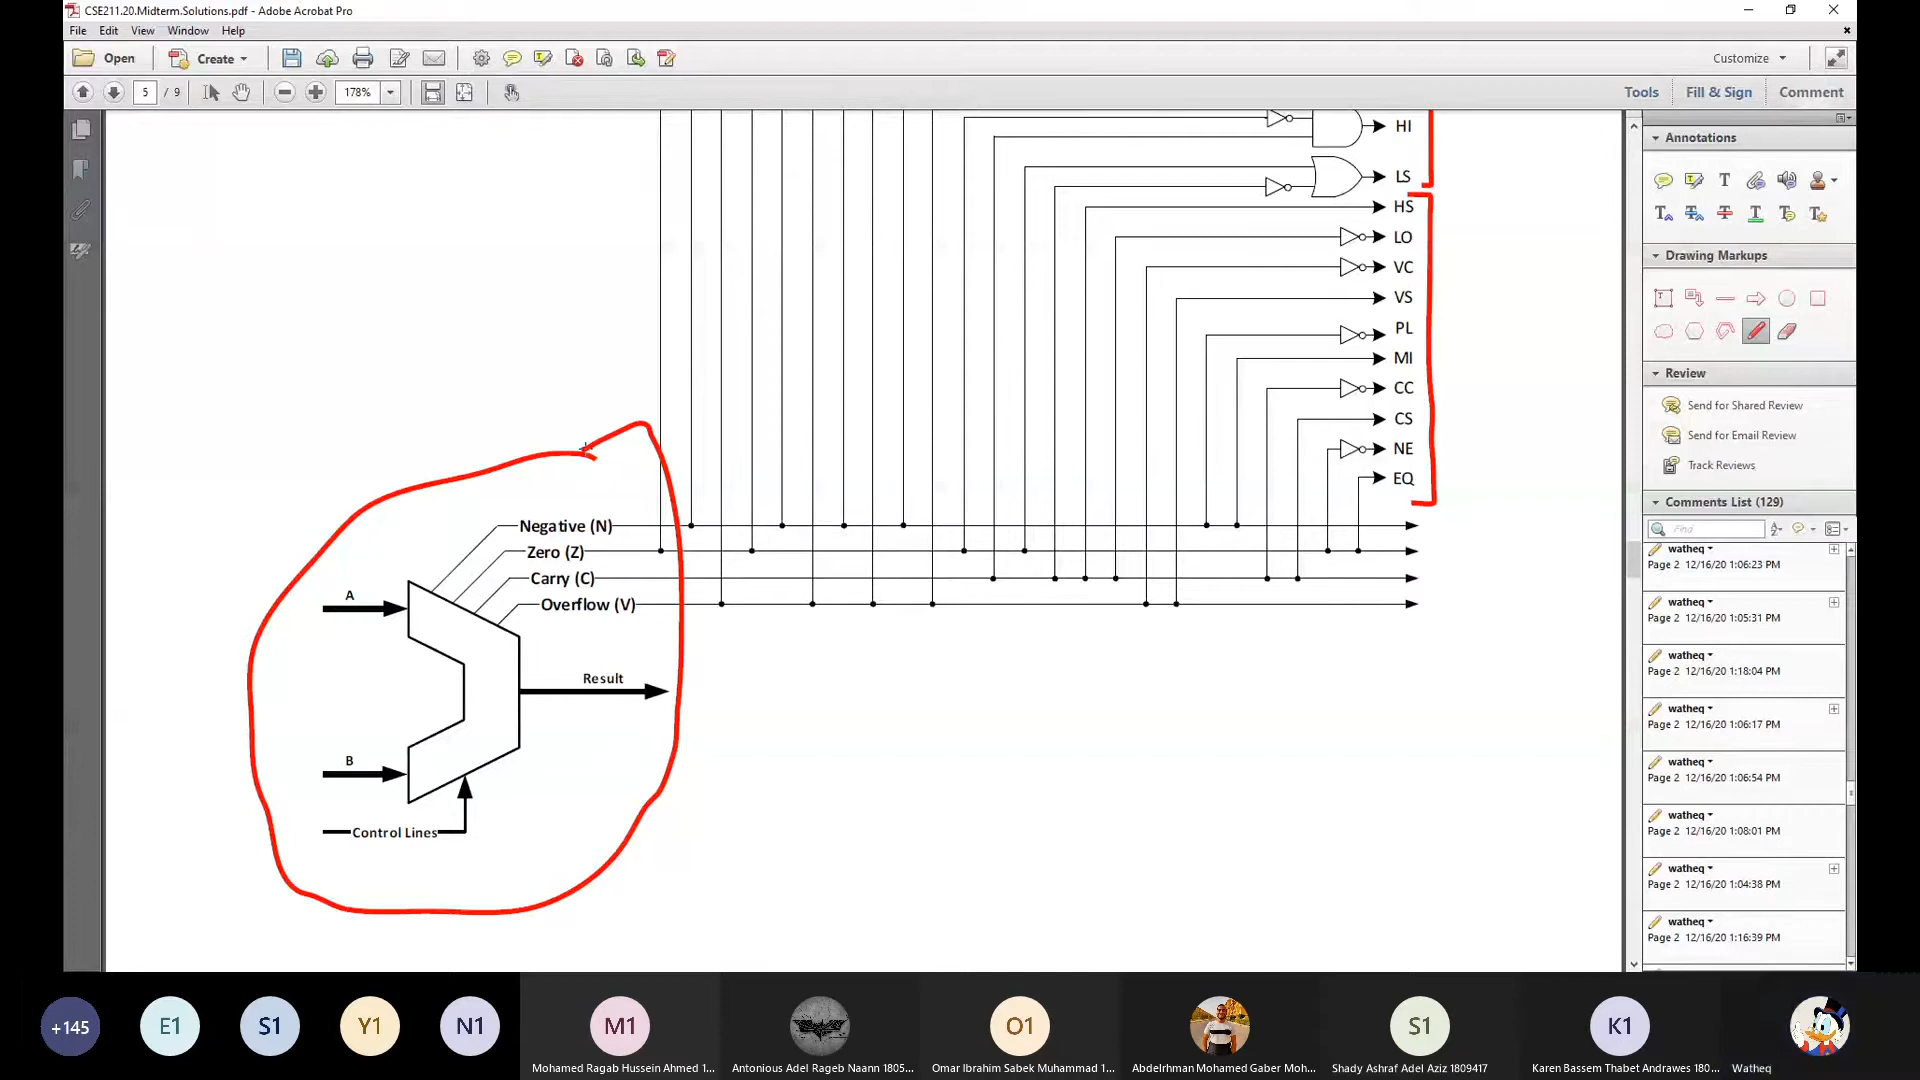 CSE211.20.Midterm.Solutions.pdf - Adobe Acrobat Pro
File Edit View Window Help
Open Create Customize
5 / 9 178% Tools Fill & Sign Comment
HI
LS
HS
LO
VC
VS
PL
MI
CC
CS
NE
EQ
Negative (N)
Zero (Z)
Carry (C)
Overflow (V)
A
Result
B
Control Lines
Annotations
Drawing Markups
Review
Send for Shared Review
Send for Email Review
Track Reviews
Comments List (129)
Find
watheq
Page 2 12/16/20 1:06:23 PM
watheq
Page 2 12/16/20 1:05:31 PM
watheq
Page 2 12/16/20 1:18:04 PM
watheq
Page 2 12/16/20 1:06:17 PM
watheq
Page 2 12/16/20 1:06:54 PM
watheq
Page 2 12/16/20 1:08:01 PM
watheq
Page 2 12/16/20 1:04:38 PM
watheq
Page 2 12/16/20 1:16:39 PM
+145 E1 S1 Y1 N1 M1 O1 S1 K1
Mohamed Ragab Hussein Ahmed 1... Antonious Adel Rageb Naann 1805... Omar Ibrahim Sabek Muhammad 1... Abdelrhman Mohamed Gaber Moh... Shady Ashraf Adel Aziz 1809417 Karen Bassem Thabet Andrawes 180... Watheq